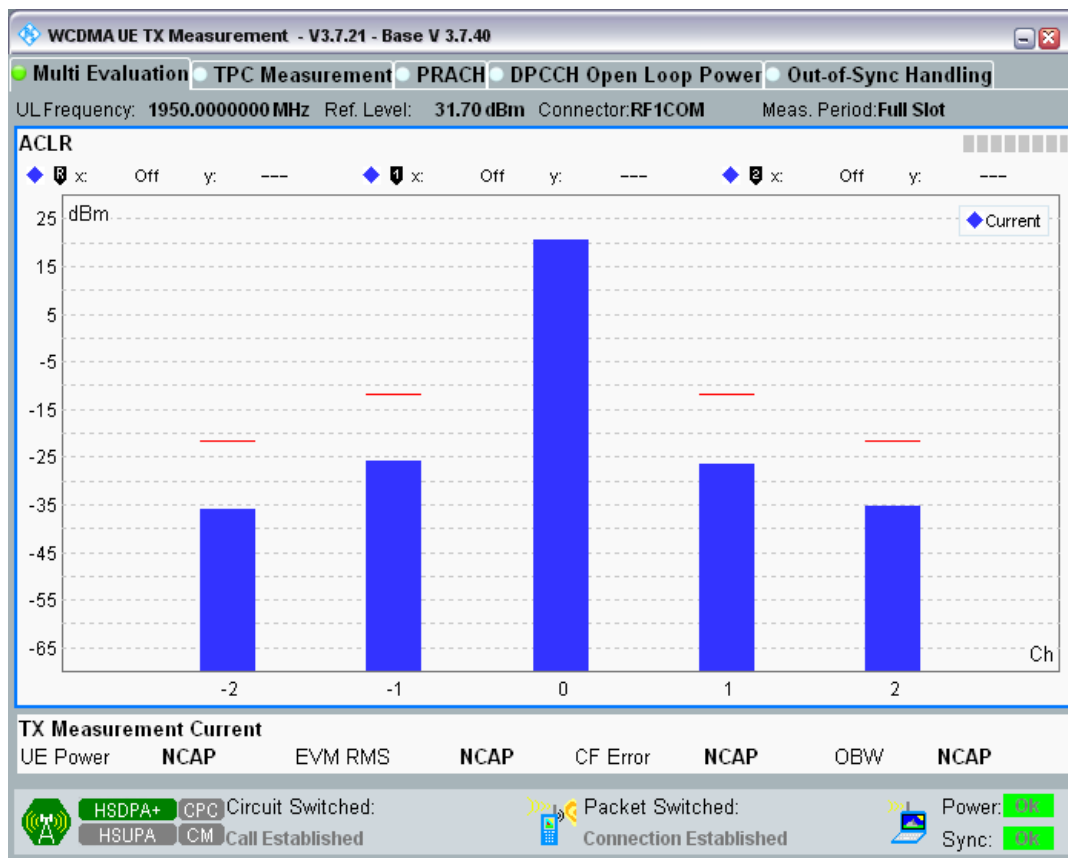 WCDMA UE TX Measurement - V3.7.21 - Base V 3.7.40
Multi Evaluation TPC Measurement PRACH DPCCH Open Loop Power Out-of-Sync Handling
UL Frequency: 1950.0000000 MHz Ref. Level: 31.70 dBm Connector:RF1COM Meas. Period:Full Slot
ACLR
R x: Off y: --- 1 x: Off y: --- 2 x: Off y: ---
dBm
Current
25
15
5
-5
-15
-25
-35
-45
-55
-65
Ch
-2 -1 0 1 2
TX Measurement Current
UE Power NCAP EVM RMS NCAP CF Error NCAP OBW NCAP
HSDPA+ CPC Circuit Switched: Packet Switched: Power: OK
HSUPA CM Call Established Connection Established Sync: OK